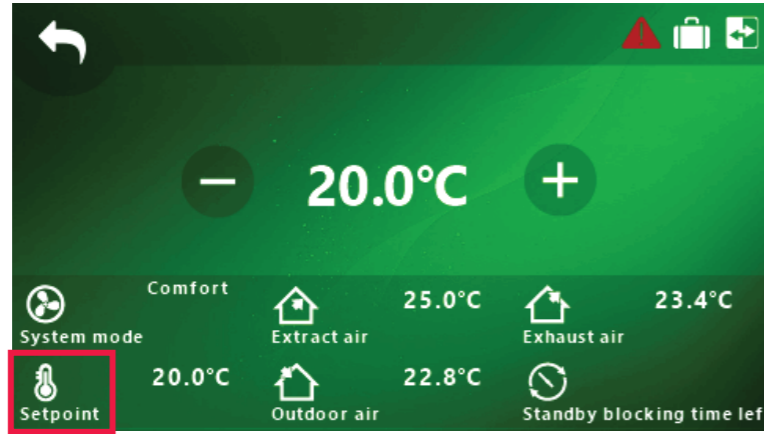 20.0°C
Comfort 25.0°C 23.4°C
System mode Extract air Exhaust air
20.0°C 22.8°C
Setpoint Outdoor air Standby blocking time lef